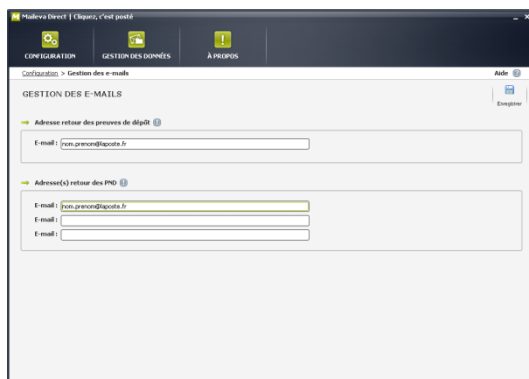 Maileva Direct | Cliquez, c'est posté
CONFIGURATION
GESTION DES DONNÉES
À PROPOS
Configuration > Gestion des e-mails
Aide
GESTION DES E-MAILS
Enregistrer
Adresse retour des preuves de dépôt
E-mail : nom.prenom@laposte.fr
Adresse(s) retour des PND
E-mail : nom.prenom@laposte.fr
E-mail :
E-mail :